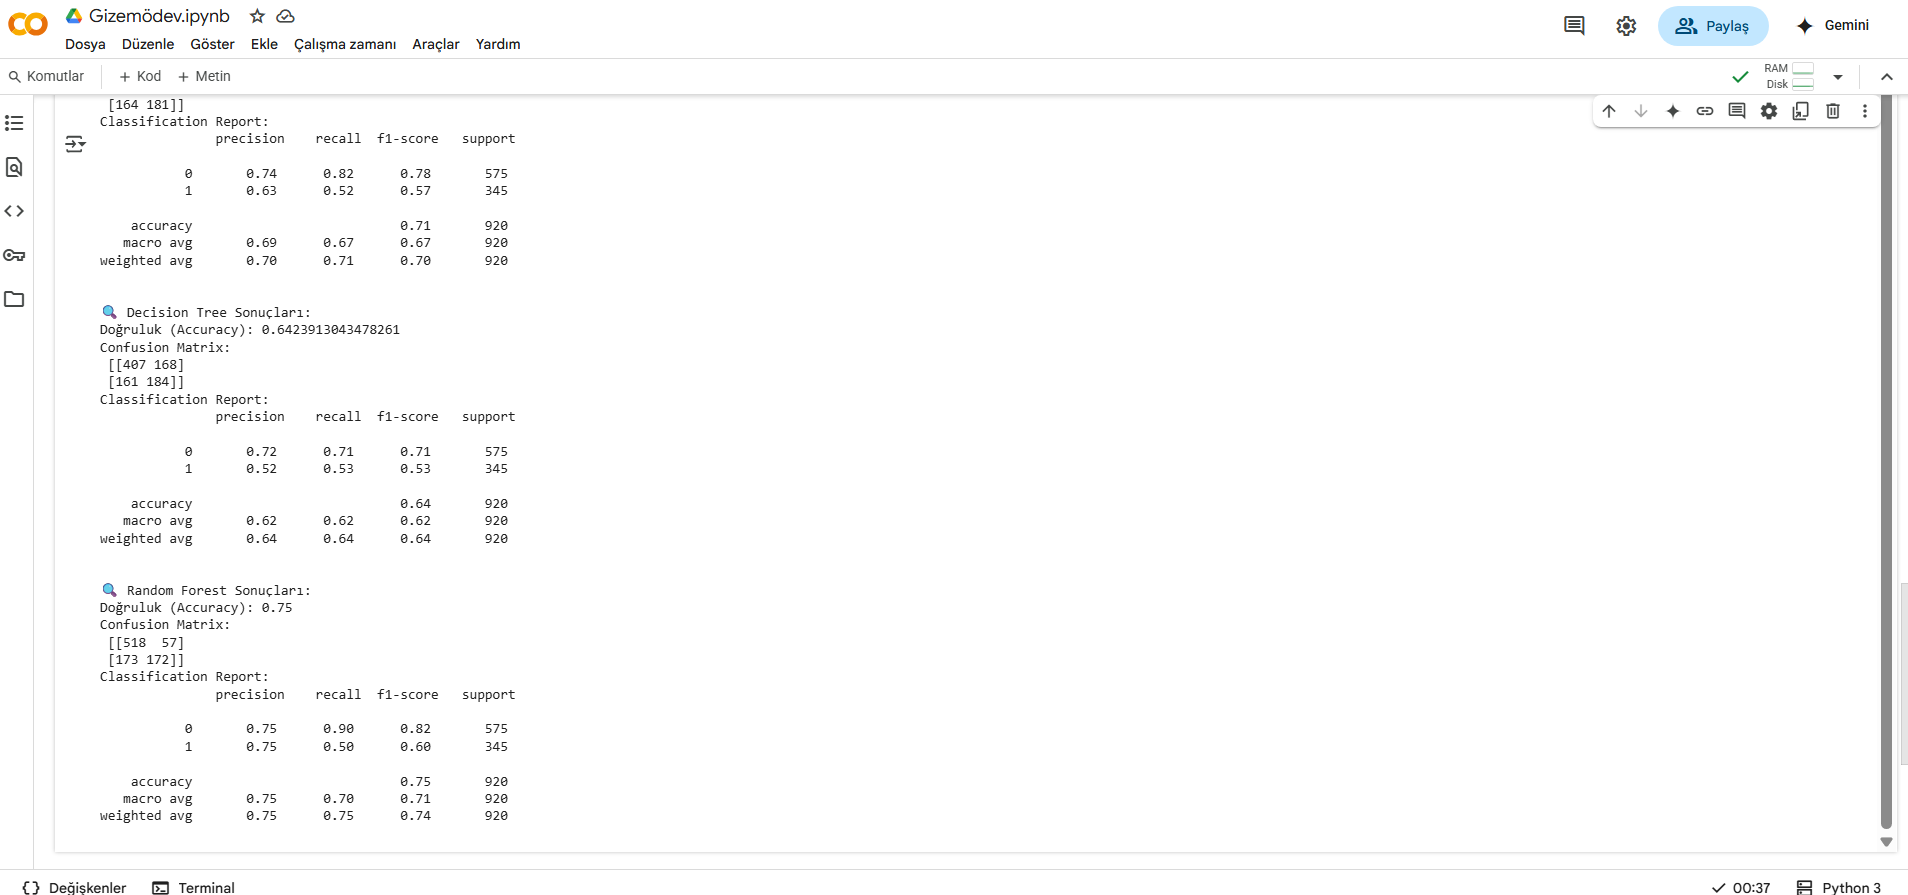 Gizemödev.ipynb
Dosya Düzenle Göster Ekle Çalışma zamanı Araçlar Yardım
Paylaş
Gemini
Komutlar + Kod + Metin
RAM
Disk
[164 181]]
Classification Report:
precision recall f1-score support
0 0.74 0.82 0.78 575
1 0.63 0.52 0.57 345
accuracy 0.71 920
macro avg 0.69 0.67 0.67 920
weighted avg 0.70 0.71 0.70 920
🔍 Decision Tree Sonuçları:
Doğruluk (Accuracy): 0.6423913043478261
Confusion Matrix:
[[407 168]
[161 184]]
Classification Report:
precision recall f1-score support
0 0.72 0.71 0.71 575
1 0.52 0.53 0.53 345
accuracy 0.64 920
macro avg 0.62 0.62 0.62 920
weighted avg 0.64 0.64 0.64 920
🔍 Random Forest Sonuçları:
Doğruluk (Accuracy): 0.75
Confusion Matrix:
[[518 57]
[173 172]]
Classification Report:
precision recall f1-score support
0 0.75 0.90 0.82 575
1 0.75 0.50 0.60 345
accuracy 0.75 920
macro avg 0.75 0.70 0.71 920
weighted avg 0.75 0.75 0.74 920
Değişkenler Terminal
00:37 Python 3